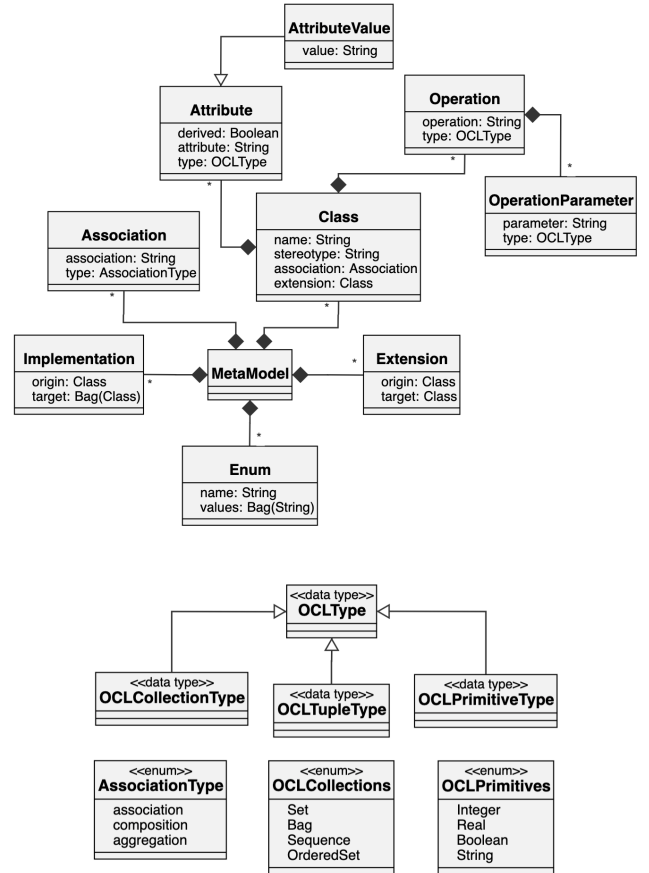 AttributeValue
value: String
Attribute
derived: Boolean
attribute: String
type: OCLType
*
Operation
operation: String
type: OCLType
*
*
OperationParameter
parameter: String
type: OCLType
Class
name: String
stereotype: String
association: Association
extension: Class
*
Association
association: String
type: AssociationType
*
Implementation
origin: Class
target: Bag(Class)
*
MetaModel
*
Extension
origin: Class
target: Class
*
Enum
name: String
values: Bag(String)
<<data type>>
OCLType
<<data type>>
OCLCollectionType
<<data type>>
OCLTupleType
<<data type>>
OCLPrimitiveType
<<enum>>
AssociationType
association
composition
aggregation
<<enum>>
OCLCollections
Set
Bag
Sequence
OrderedSet
<<enum>>
OCLPrimitives
Integer
Real
Boolean
String